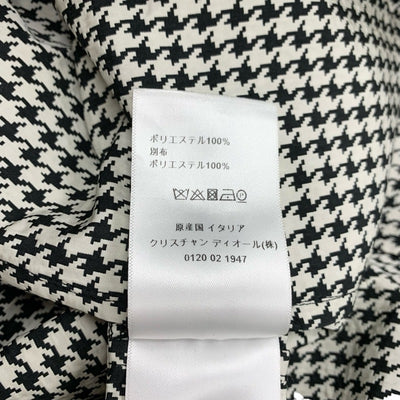 ポリエステル100%
別布
ポリエステル100%
原産国 イタリア
クリスチャン ディオール(株)
0120 02 1947